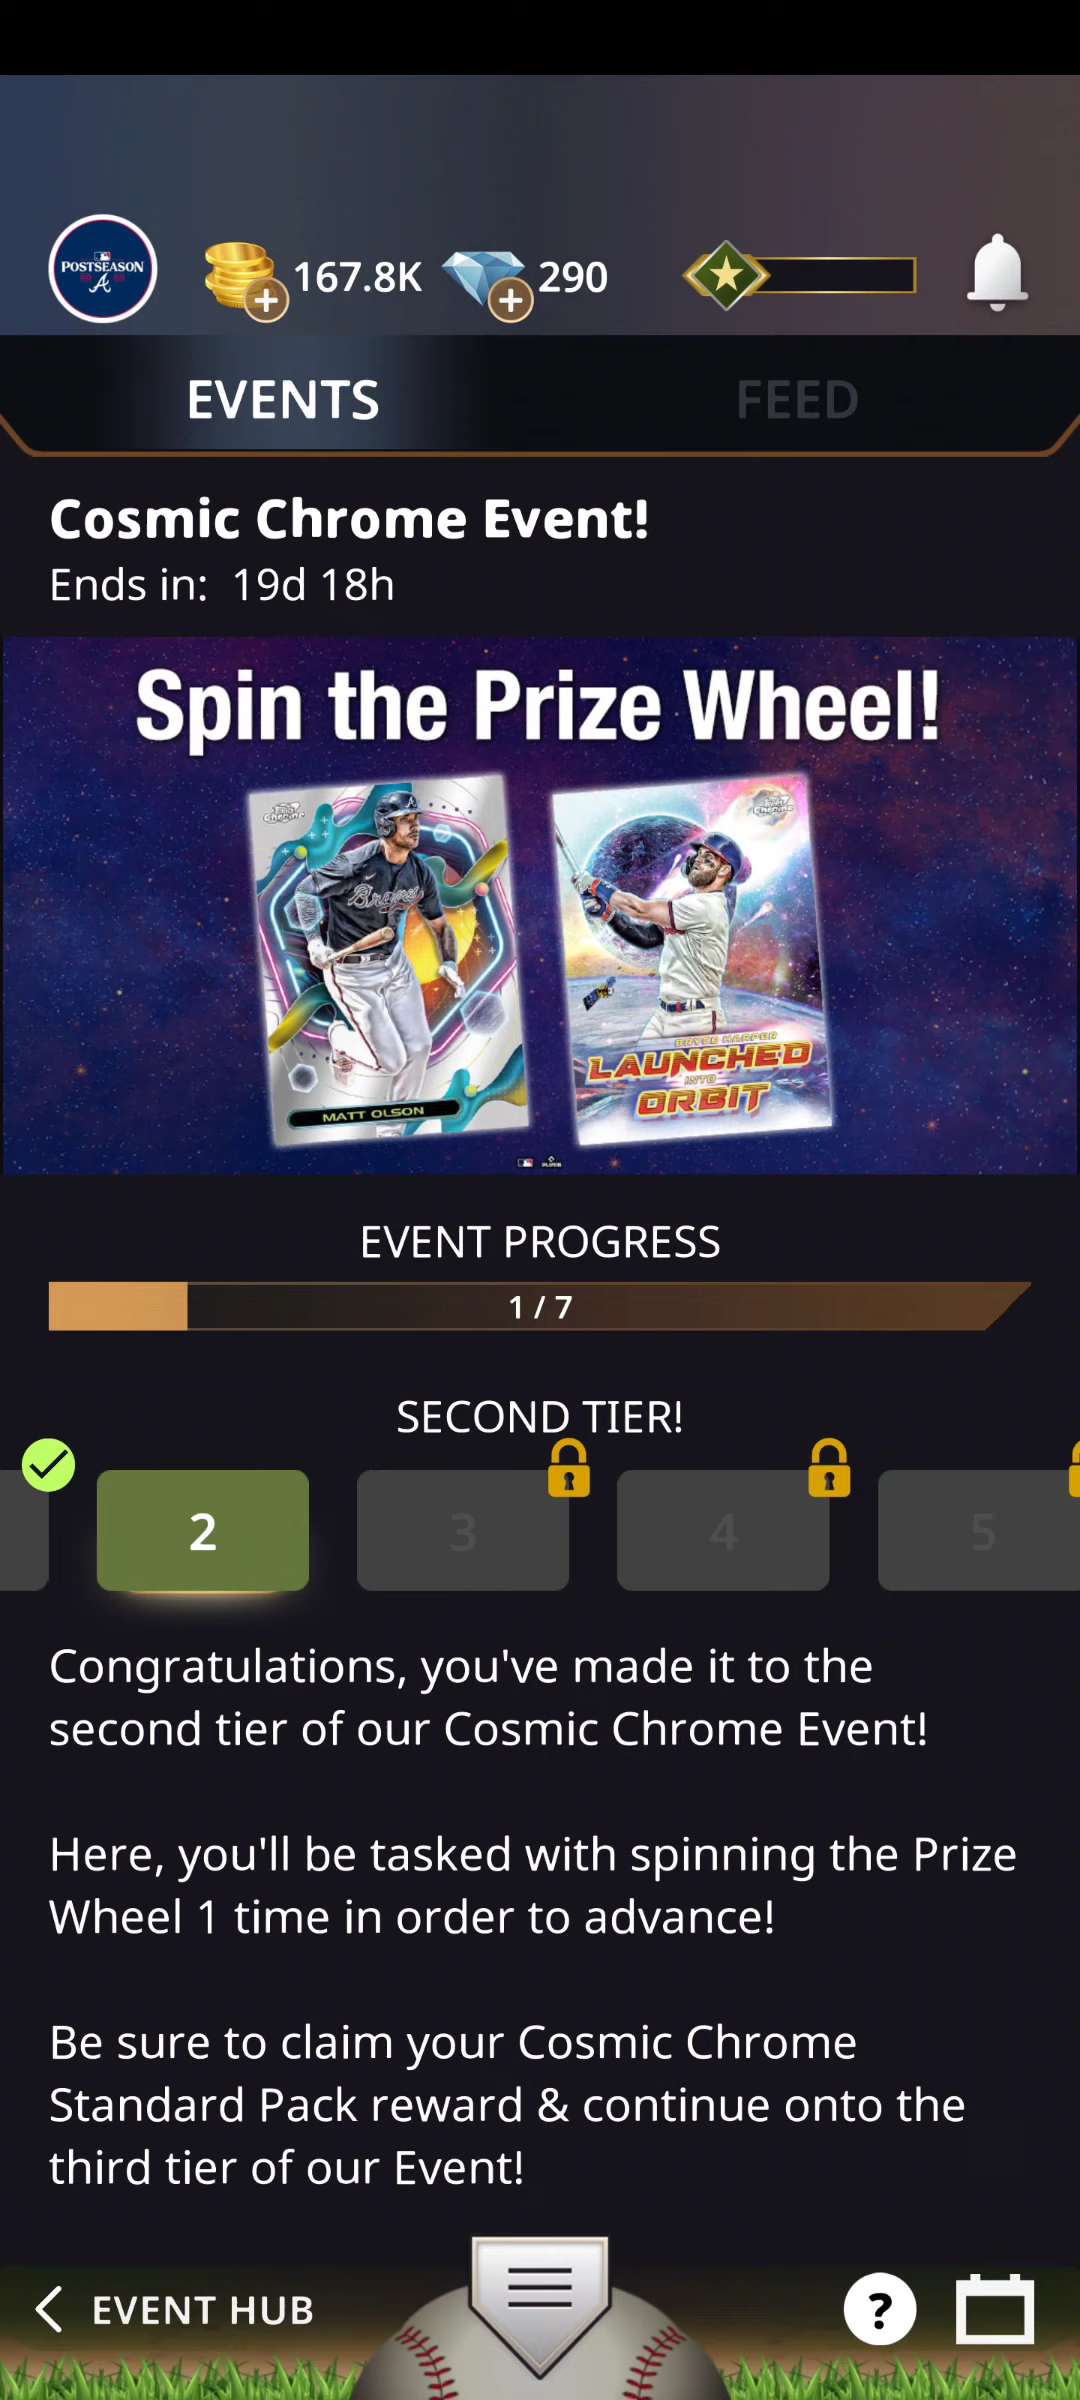 POSTSEASON
167.8K
290
EVENTS
FEED
Cosmic Chrome Event!
Ends in: 19d 18h
Spin the Prize Wheel!
Braves
MATT OLSON
BRYCE HARPER
LAUNCHED
INTO
ORBIT
EVENT PROGRESS
1 / 7
SECOND TIER!
2
3
4
5
Congratulations, you've made it to the
second tier of our Cosmic Chrome Event!
Here, you'll be tasked with spinning the Prize
Wheel 1 time in order to advance!
Be sure to claim your Cosmic Chrome
Standard Pack reward & continue onto the
third tier of our Event!
EVENT HUB
?